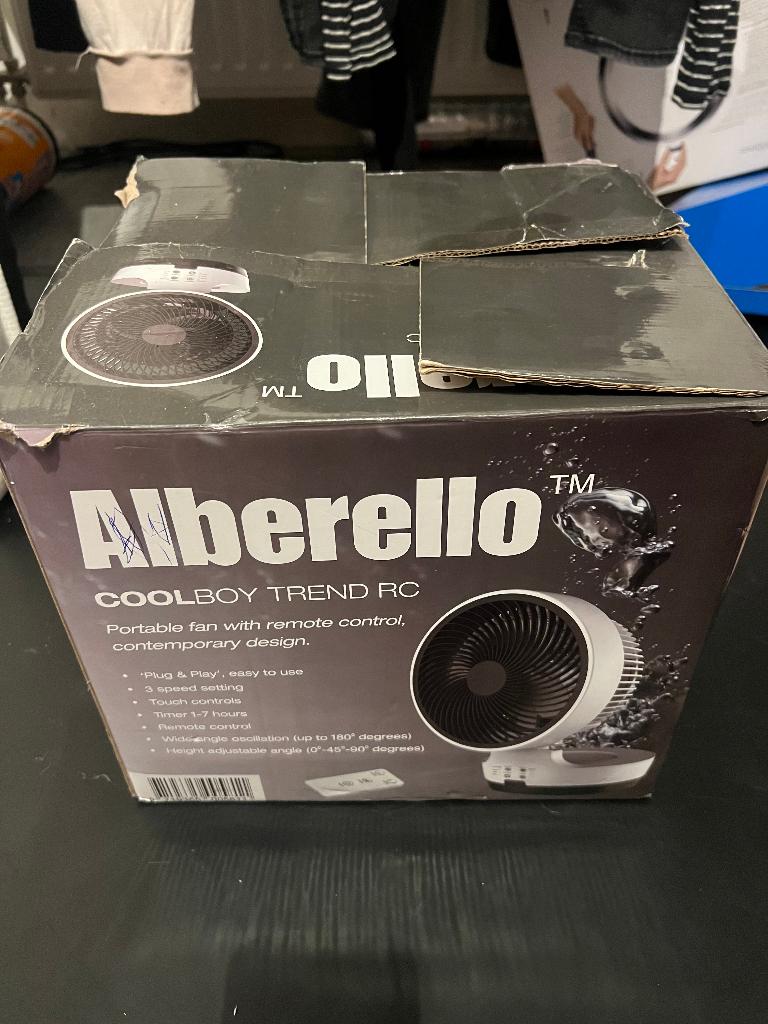 Alberello™
COOLBOY TREND RC
Portable fan with remote control,
contemporary design.
• 'Plug & Play', easy to use
• 3 speed setting
• Touch controls
• Timer 1-7 hours
• Remote control
• Wide angle oscillation (up to 180° degrees)
• Height adjustable angle (0°-45°-90° degrees)